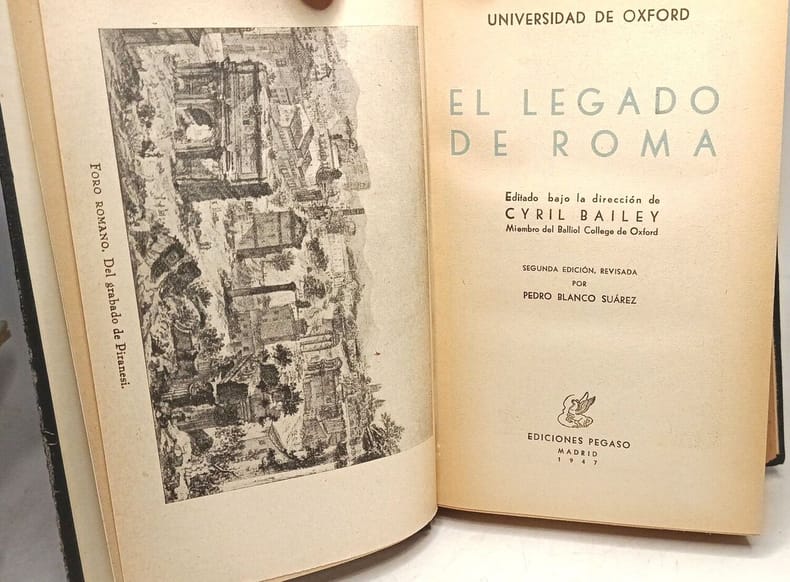 FORO ROMANO. Del grabado de Piranesi.
UNIVERSIDAD DE OXFORD
EL LEGADO
DE ROMA
Editado bajo la dirección de
CYRIL BAILEY
Miembro del Balliol College de Oxford
SEGUNDA EDICIÓN, REVISADA
POR
PEDRO BLANCO SUÁREZ
EDICIONES PEGASO
MADRID
1947